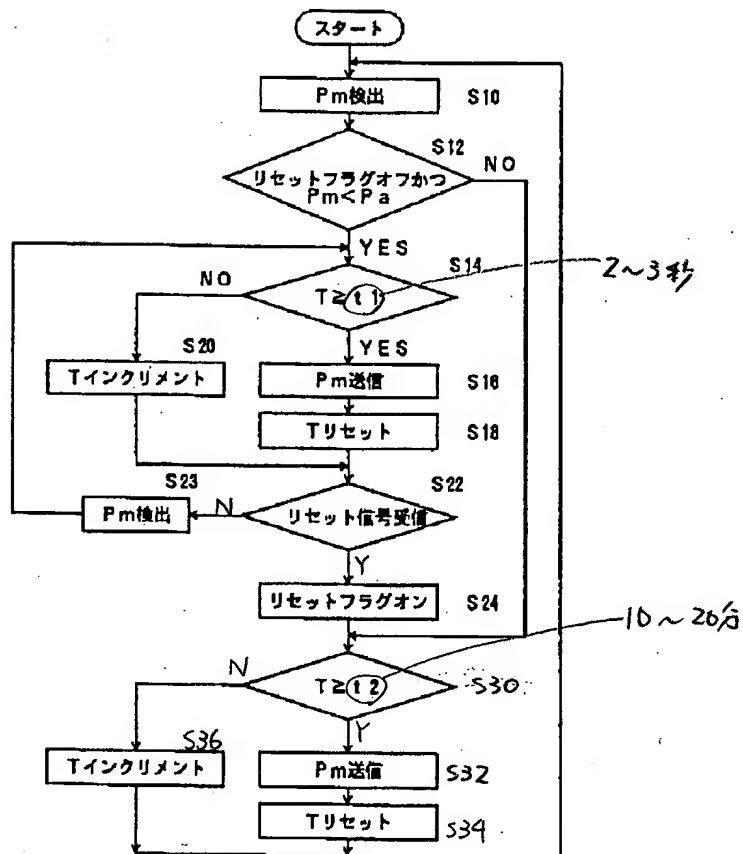 スタート
Pm検出 S10
S12
リセットフラグオフかつ
Pm<Pa
NO
YES
S14
NO
T≧t1
2〜3秒
S20
YES
Tインクリメント
Pm送信 S16
Tリセット S18
S23
S22
Pm検出
N
リセット信号受信
Y
リセットフラグオン S24
10〜20分
N
T≧t2
S30
Y
S36
Tインクリメント
Pm送信 S32
Tリセット S34